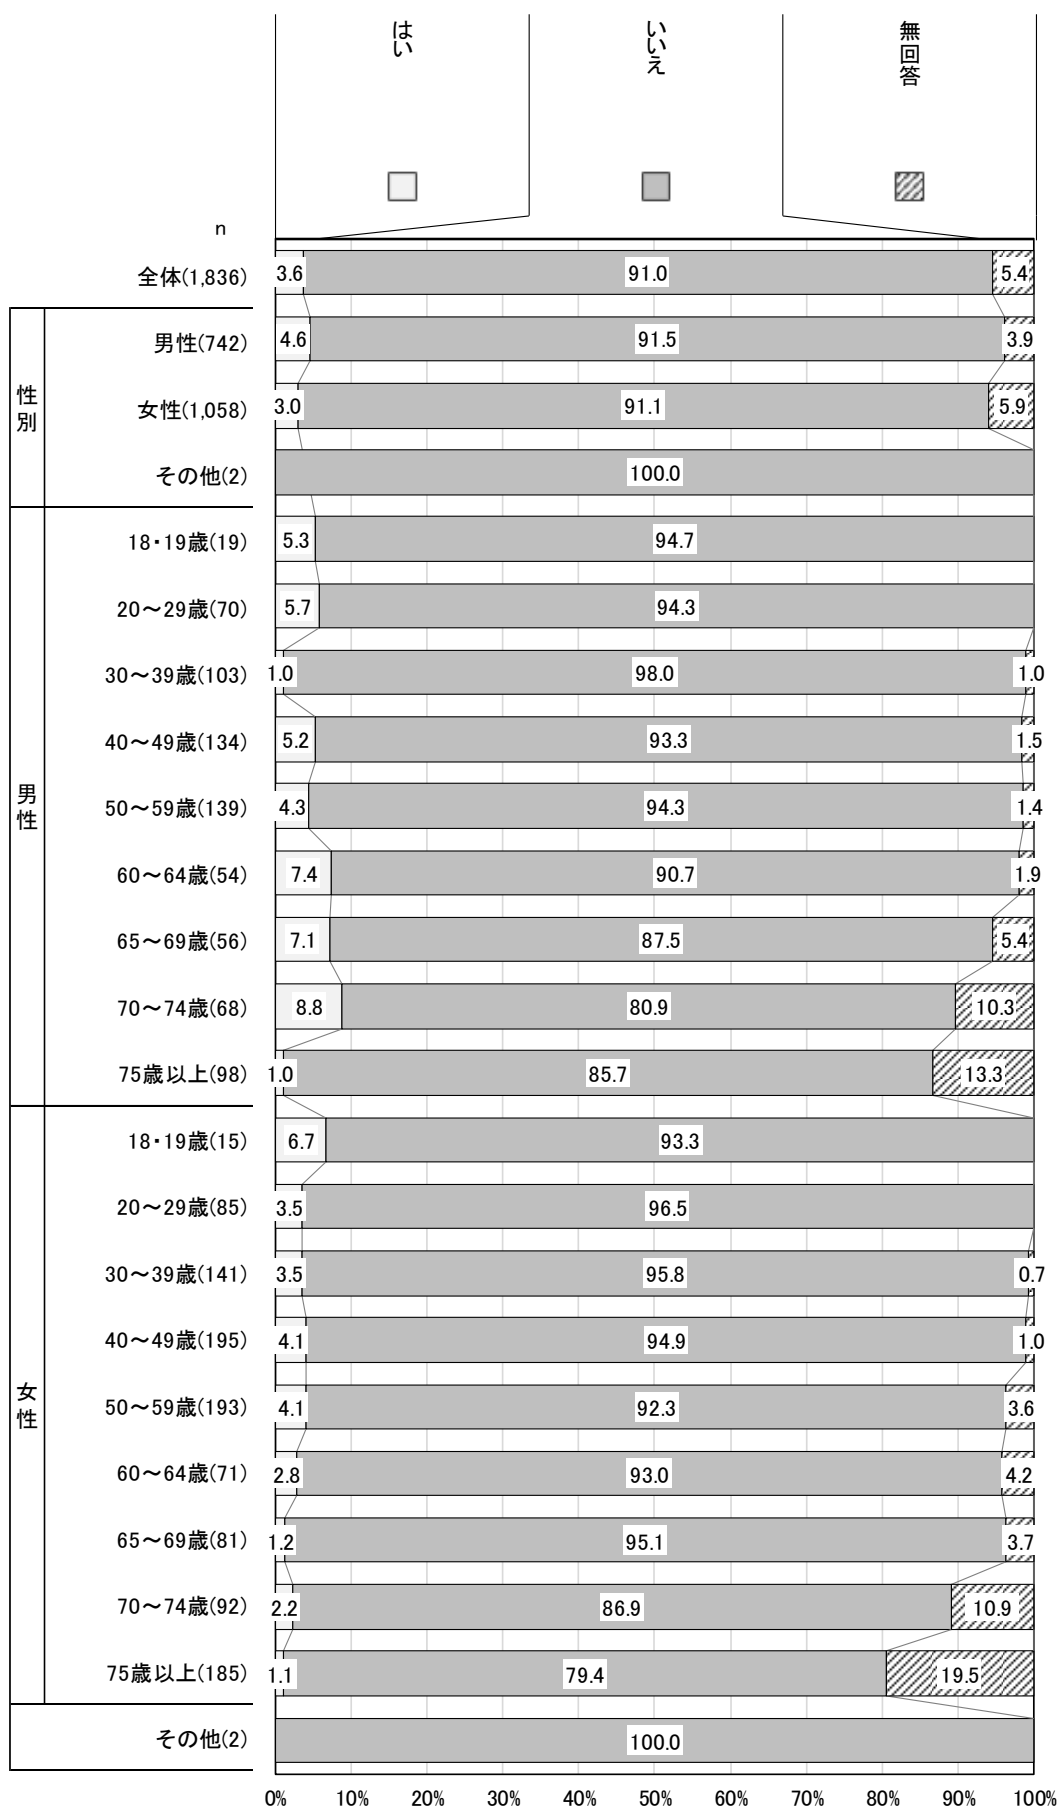 はい
いいえ
無回答
n
全体(1,836) 3.6 91.0 5.4
性別
男性(742) 4.6 91.5 3.9
女性(1,058) 3.0 91.1 5.9
その他(2) 100.0
男性
18・19歳(19) 5.3 94.7
20～29歳(70) 5.7 94.3
30～39歳(103) 1.0 98.0 1.0
40～49歳(134) 5.2 93.3 1.5
50～59歳(139) 4.3 94.3 1.4
60～64歳(54) 7.4 90.7 1.9
65～69歳(56) 7.1 87.5 5.4
70～74歳(68) 8.8 80.9 10.3
75歳以上(98) 1.0 85.7 13.3
女性
18・19歳(15) 6.7 93.3
20～29歳(85) 3.5 96.5
30～39歳(141) 3.5 95.8 0.7
40～49歳(195) 4.1 94.9 1.0
50～59歳(193) 4.1 92.3 3.6
60～64歳(71) 2.8 93.0 4.2
65～69歳(81) 1.2 95.1 3.7
70～74歳(92) 2.2 86.9 10.9
75歳以上(185) 1.1 79.4 19.5
その他(2) 100.0
0% 10% 20% 30% 40% 50% 60% 70% 80% 90% 100%